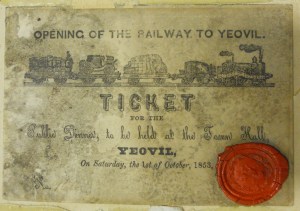 OPENING OF THE RAILWAY TO YEOVIL.
TICKET
FOR THE
Public Dinner, to be held at the Town Hall,
YEOVIL,
On Saturday, the 1st of October, 1853,